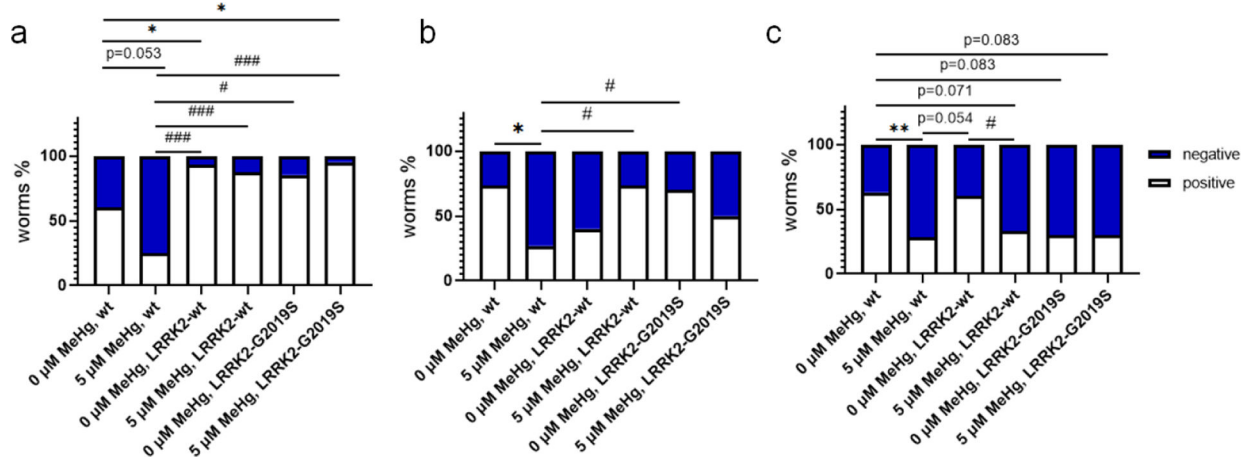 a
*
*
p=0.053
###
#
###
###
worms %
100
50
0
0 µM MeHg, wt
5 µM MeHg, wt
0 µM MeHg, LRRK2-wt
5 µM MeHg, LRRK2-wt
0 µM MeHg, LRRK2-G2019S
5 µM MeHg, LRRK2-G2019S
b
#
#
*
worms %
100
50
0
0 µM MeHg, wt
5 µM MeHg, wt
0 µM MeHg, LRRK2-wt
5 µM MeHg, LRRK2-wt
0 µM MeHg, LRRK2-G2019S
5 µM MeHg, LRRK2-G2019S
c
p=0.083
p=0.083
p=0.071
p=0.054
**
#
worms %
100
50
0
0 µM MeHg, wt
5 µM MeHg, wt
0 µM MeHg, LRRK2-wt
5 µM MeHg, LRRK2-wt
0 µM MeHg, LRRK2-G2019S
5 µM MeHg, LRRK2-G2019S
negative
positive